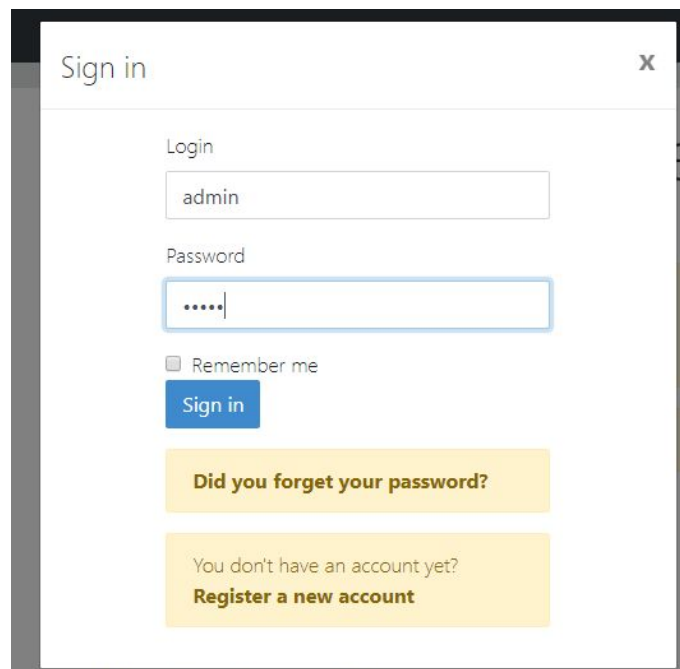 Sign in
X
Login
admin
Password
•••••
Remember me
Sign in
Did you forget your password?
You don't have an account yet?
Register a new account